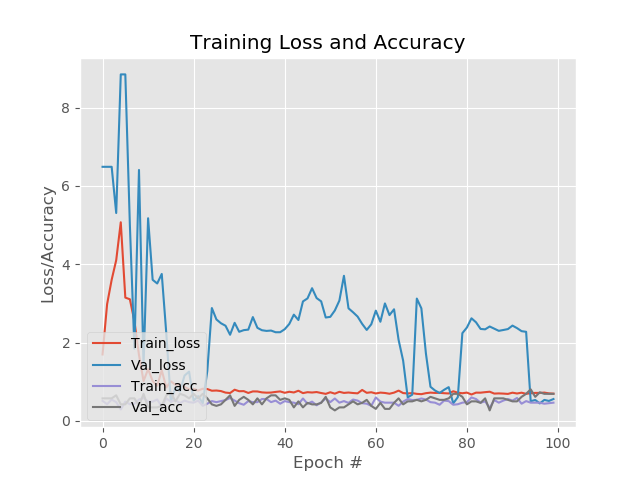 Training Loss and Accuracy
8
6
4
2
0
Loss/Accuracy
Train_loss
Val_loss
Train_acc
Val_acc
0 20 40 60 80 100
Epoch #